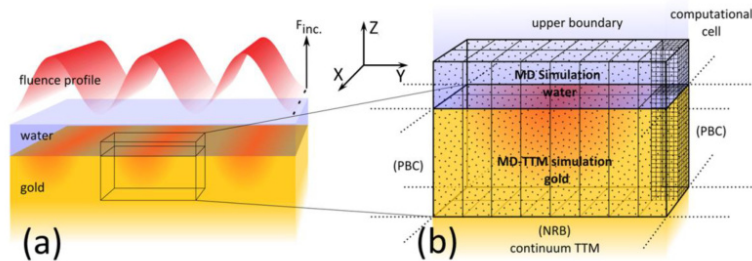 F inc.
fluence profile
Z
X
Y
water
gold
(a)
upper boundary
computational
cell
MD Simulation
water
(PBC)
(PBC)
MD-TTM simulation
gold
(NRB)
continuum TTM
(b)